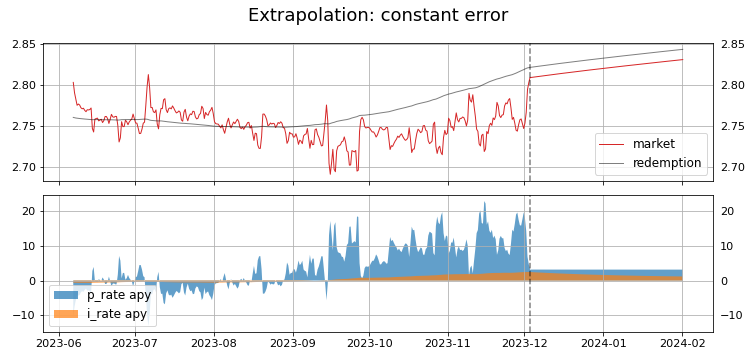 Extrapolation: constant error
2.85 2.85
2.80 2.80
2.75 2.75
2.70 2.70
market
redemption
20 20
10 10
0 0
−10 −10
p_rate apy
i_rate apy
2023-06 2023-07 2023-08 2023-09 2023-10 2023-11 2023-12 2024-01 2024-02